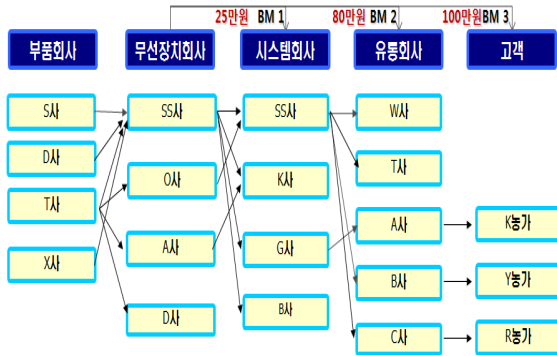 25만원 BM 1 80만원 BM 2 100만원BM 3
부품회사 무선장치회사 시스템회사 유통회사 고객
S사 SS사 SS사 W사
D사
T사 O사 K사 T사
X사 A사 G사 A사 K농가
D사 B사 B사 Y농가
C사 R농가